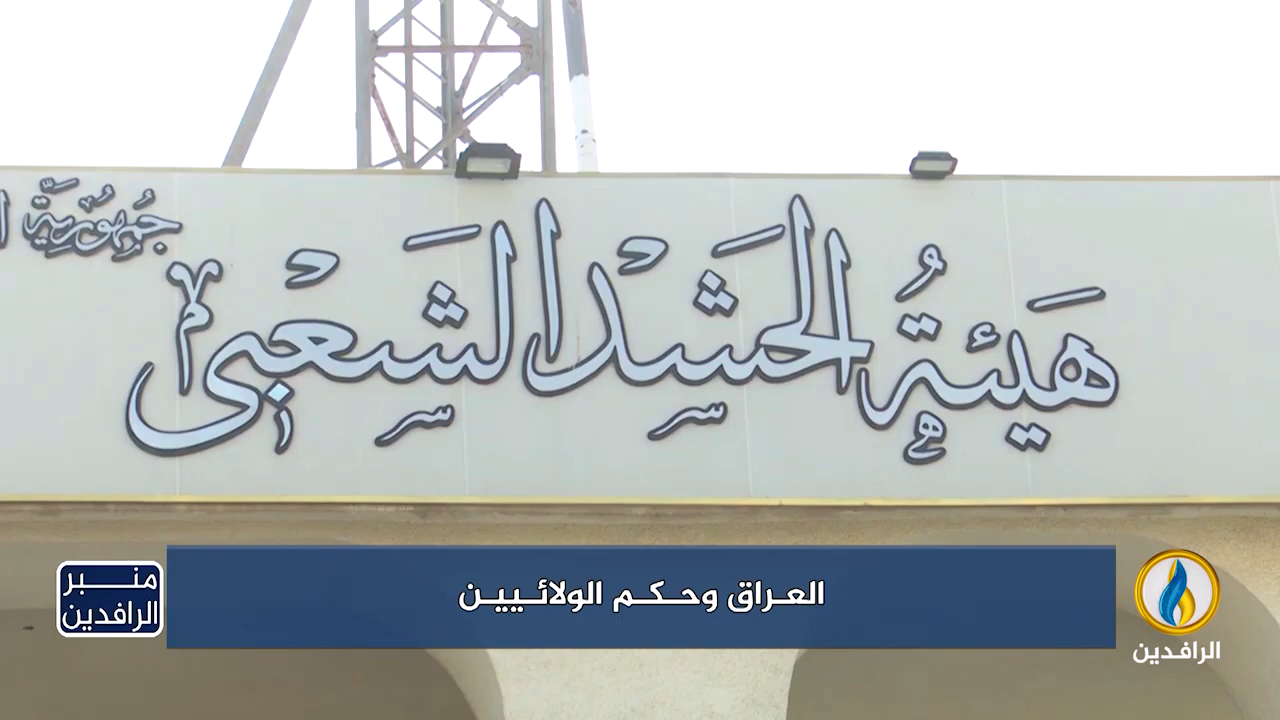 جمهورية
هيئة الحشد الشعبي
العراق وحكم الولائيين
منبر
الرافدين
الرافدين